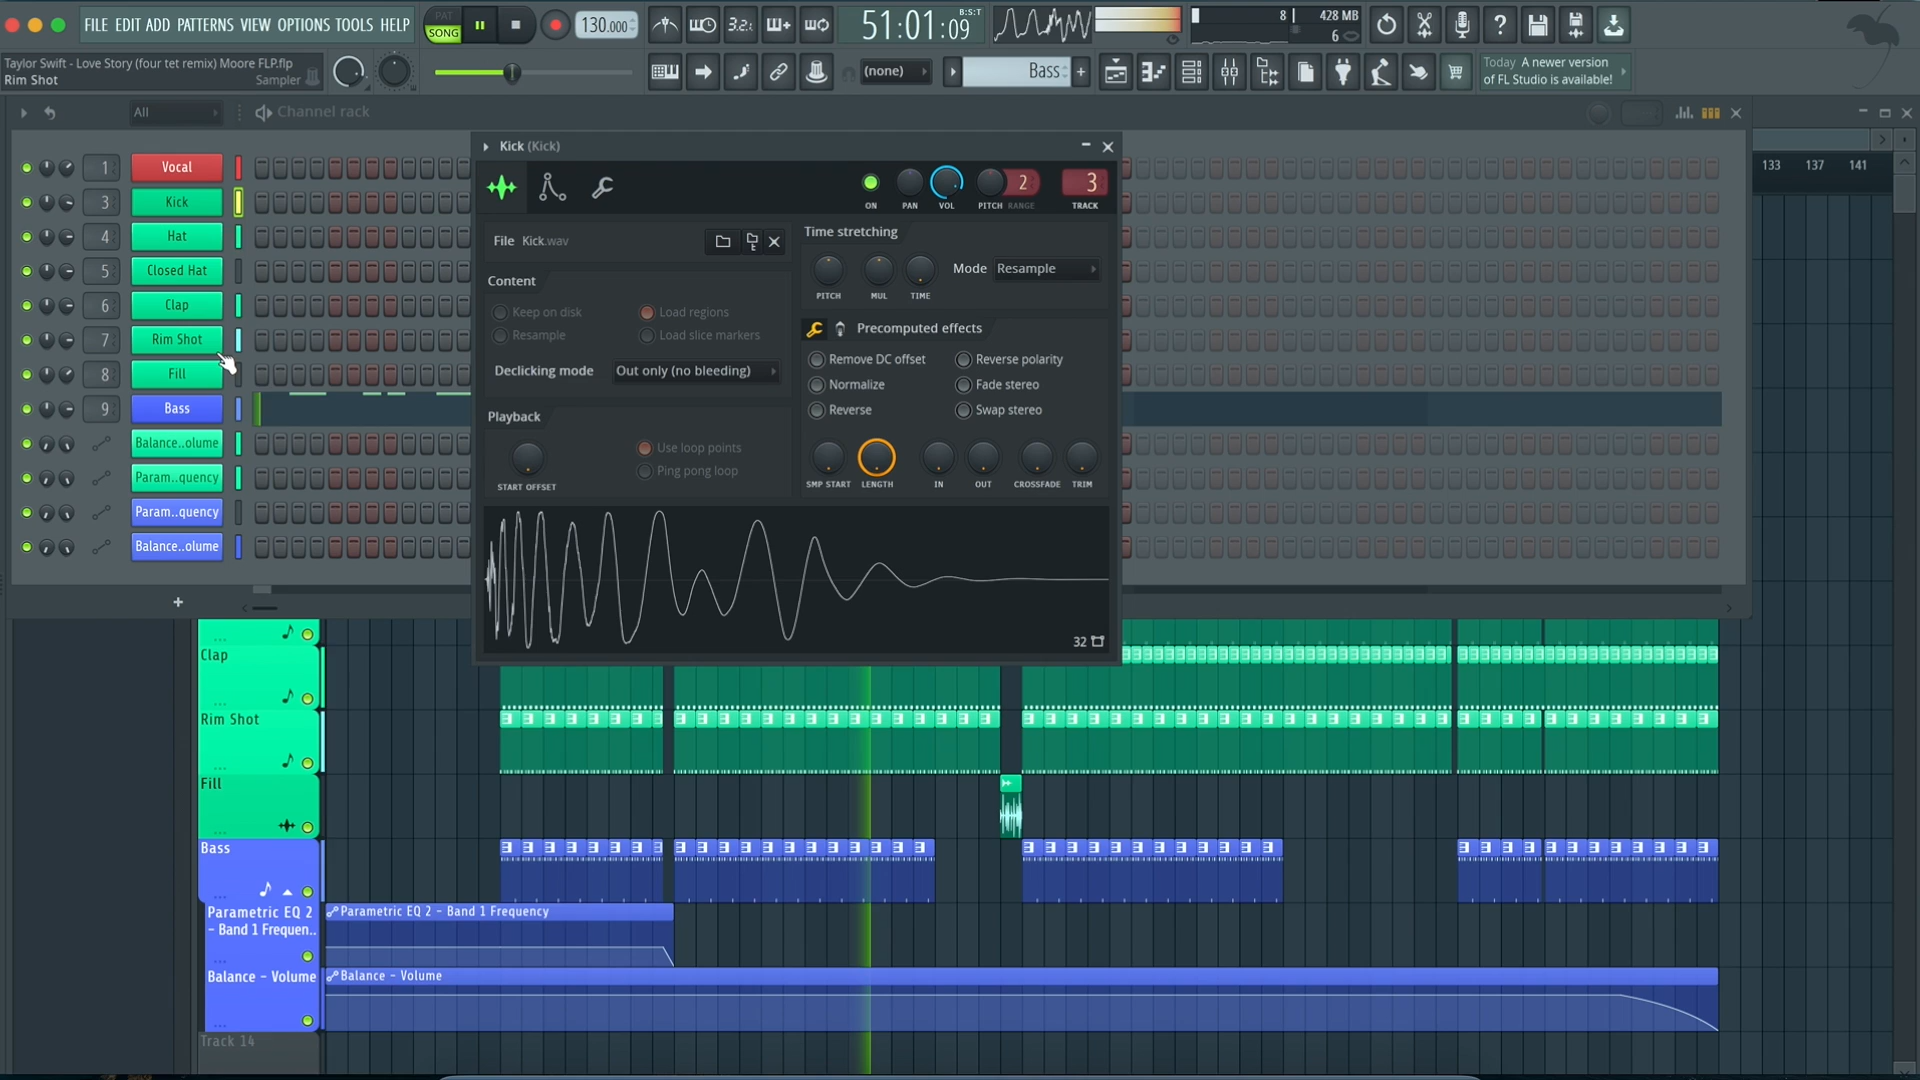 FILE EDIT ADD PATTERNS VIEW OPTIONS TOOLS HELP
PAT
SONG
130.000
3.2:
51:01:09
B:S:T
8
428 MB
6
Taylor Swift - Love Story (four tet remix) Moore FLP.flp
Rim Shot
Sampler
(none)
Bass
Today A newer version
of FL Studio is available!
All
Channel rack
133 137 141
1 Vocal
3 Kick
4 Hat
5 Closed Hat
6 Clap
7 Rim Shot
8 Fill
9 Bass
Balance..olume
Param..quency
Param..quency
Balance..olume
Kick (Kick)
ON PAN VOL PITCH RANGE TRACK
2
3
File Kick.wav
Content
Keep on disk
Load regions
Resample
Load slice markers
Declicking mode
Out only (no bleeding)
Playback
START OFFSET
Use loop points
Ping pong loop
Time stretching
PITCH MUL TIME
Mode Resample
Precomputed effects
Remove DC offset
Reverse polarity
Normalize
Fade stereo
Reverse
Swap stereo
SMP START LENGTH IN OUT CROSSFADE TRIM
32
Clap
Rim Shot
Fill
Bass
Parametric EQ 2
- Band 1 Frequen..
Parametric EQ 2 - Band 1 Frequency
Balance - Volume
Balance - Volume
Track 14